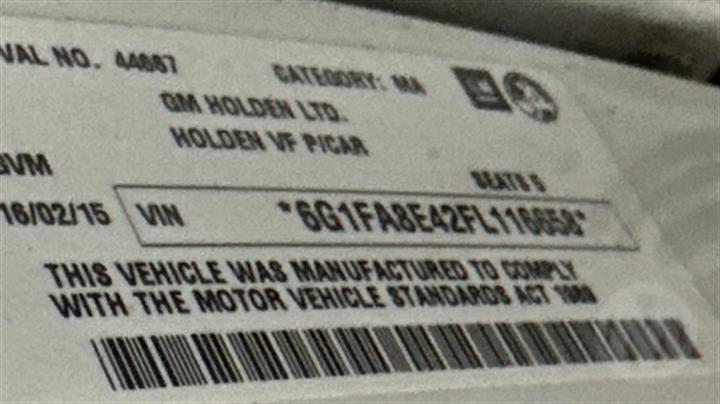 VAL NO. 44667
CATEGORY: MA
GM HOLDEN LTD.
HOLDEN VF P/CAR
GVM
SEATS 5
16/02/15 VIN *6G1FA8E42FL116658*
THIS VEHICLE WAS MANUFACTURED TO COMPLY
WITH THE MOTOR VEHICLE STANDARDS ACT 1989